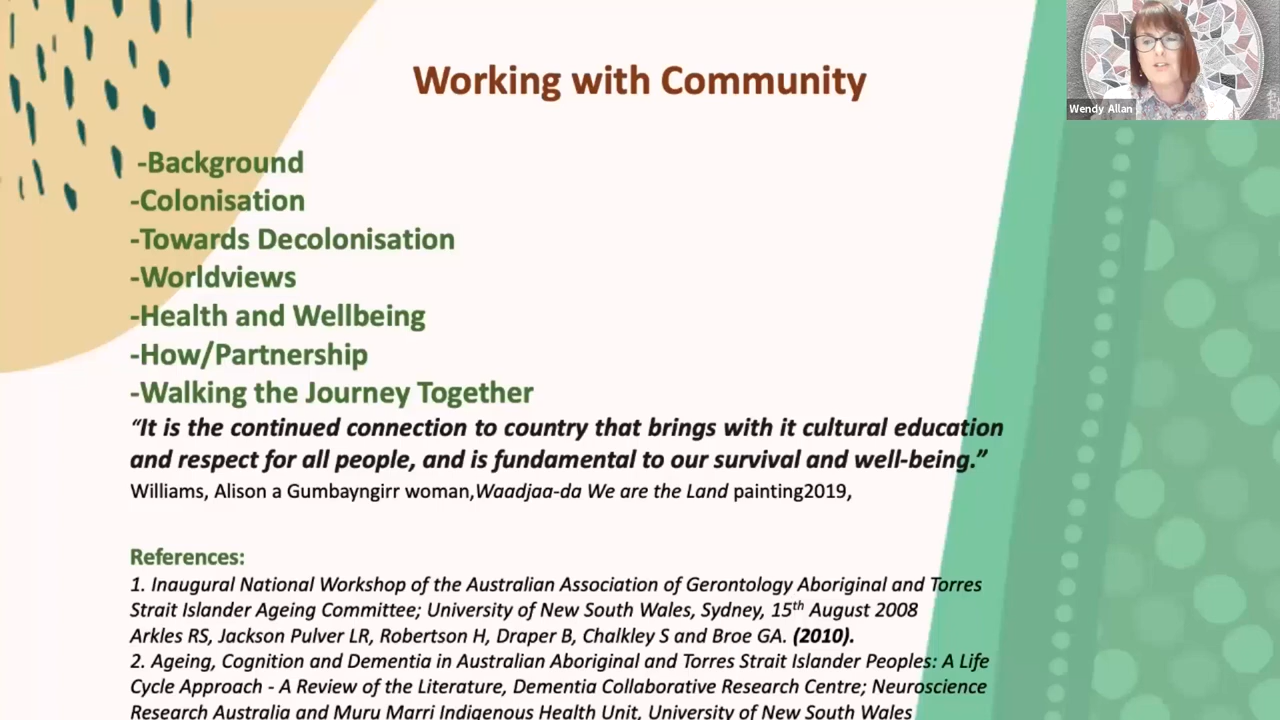 Working with Community
Wendy Allan
-Background
-Colonisation
-Towards Decolonisation
-Worldviews
-Health and Wellbeing
-How/Partnership
-Walking the Journey Together
“It is the continued connection to country that brings with it cultural education
and respect for all people, and is fundamental to our survival and well-being.”
Williams, Alison a Gumbayngirr woman,Waadjaa-da We are the Land painting2019,
References:
1. Inaugural National Workshop of the Australian Association of Gerontology Aboriginal and Torres
Strait Islander Ageing Committee; University of New South Wales, Sydney, 15th August 2008
Arkles RS, Jackson Pulver LR, Robertson H, Draper B, Chalkley S and Broe GA. (2010).
2. Ageing, Cognition and Dementia in Australian Aboriginal and Torres Strait Islander Peoples: A Life
Cycle Approach - A Review of the Literature, Dementia Collaborative Research Centre; Neuroscience
Research Australia and Muru Marri Indigenous Health Unit, University of New South Wales